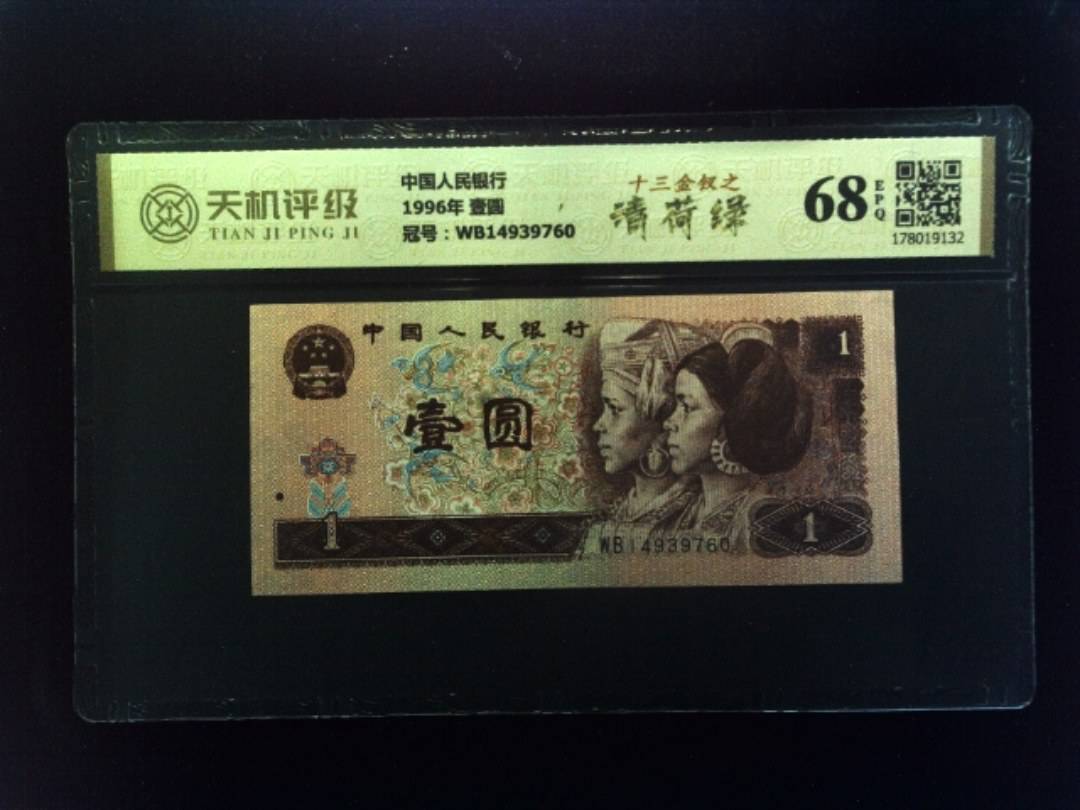 天机评级
TIAN JI PING JI
中国人民银行
1996年 壹圆
冠号：WB14939760
十三金钗之
清荷绿
68
EPQ
178019132
中国人民银行
1
壹圆
1
1
WB14939760